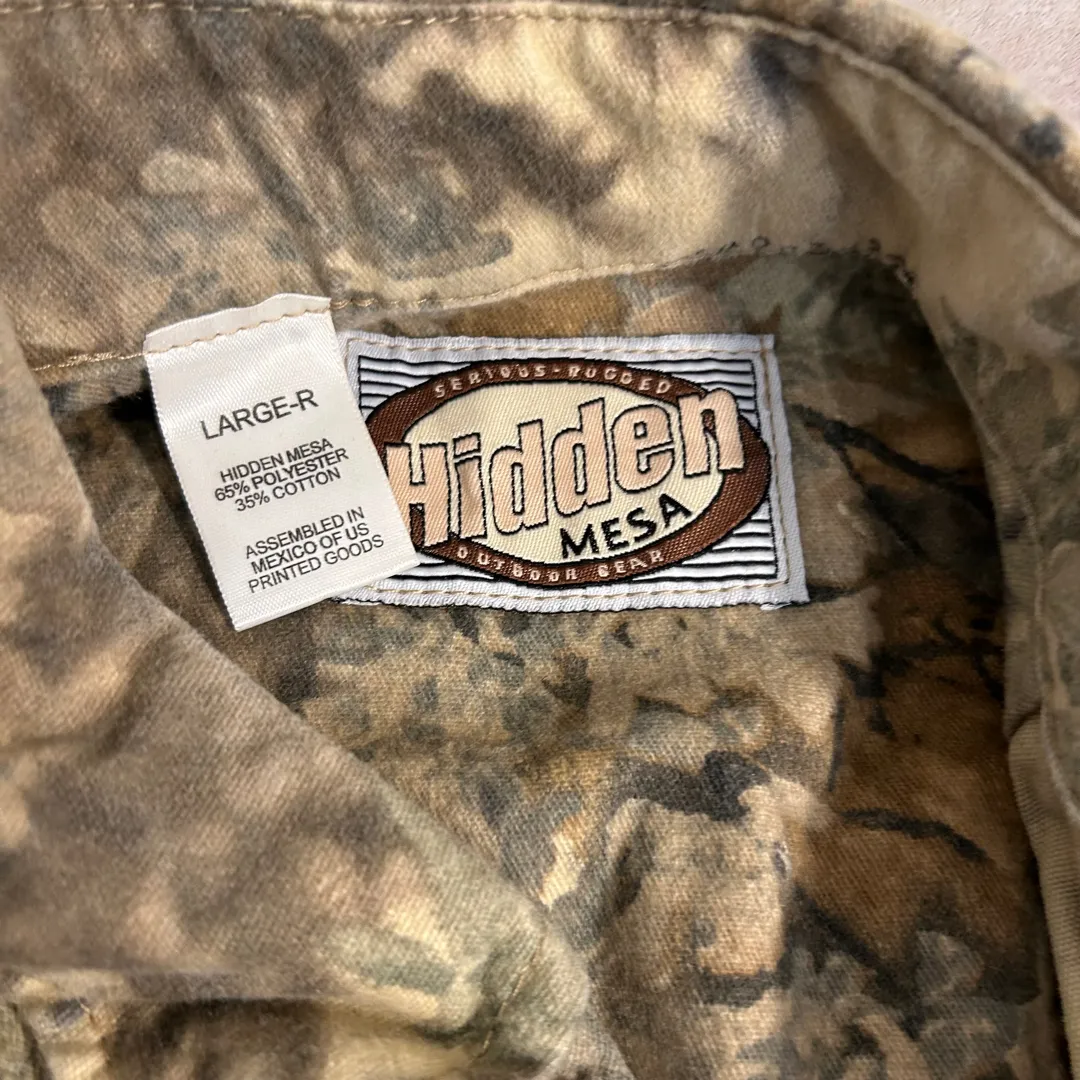 LARGE-R
HIDDEN MESA
65% POLYESTER
35% COTTON
ASSEMBLED IN
MEXICO OF US
PRINTED GOODS
SERIOUS-RUGGED
Hidden
MESA
OUTDOOR GEAR